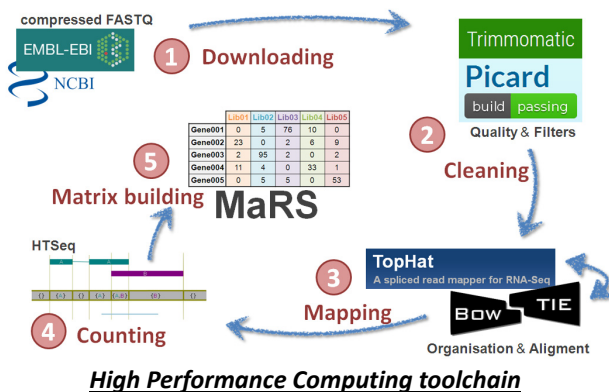 compressed FASTQ
EMBL-EBI
NCBI
1 Downloading
Trimmomatic
Picard
build passing
Quality & Filters
2
Cleaning
Lib01 Lib02 Lib03 Lib04 Lib05
Gene001 0 5 76 10 0
Gene002 23 0 2 6 9
Gene003 2 95 2 0 2
Gene004 11 4 0 33 1
Gene005 0 5 5 0 53
5
Matrix building
MaRS
TopHat
A spliced read mapper for RNA-Seq
3
Mapping
BOW TIE
Organisation & Aligment
HTSeq
A A
B
{} {A} {} {A} {A,B} {B} {}
4 Counting
High Performance Computing toolchain